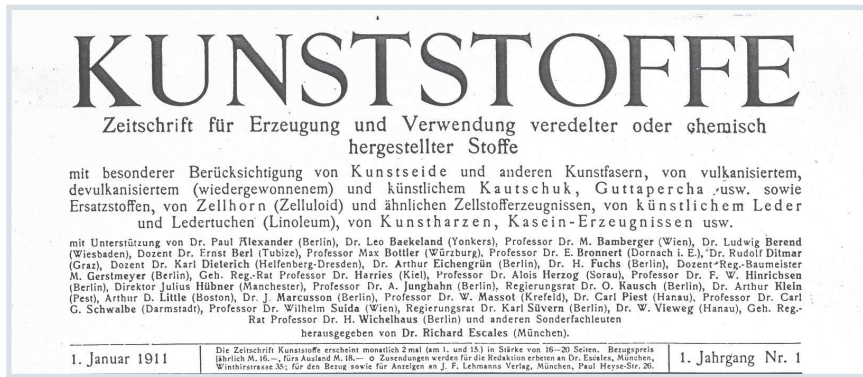 KUNSTSTOFFE
Zeitschrift für Erzeugung und Verwendung veredelter oder chemisch
hergestellter Stoffe
mit besonderer Berücksichtigung von Kunstseide und anderen Kunstfasern, von vulkanisiertem,
devulkanisiertem (wiedergewonnenem) und künstlichem Kautschuk, Guttapercha usw. sowie
Ersatzstoffen, von Zellhorn (Zelluloid) und ähnlichen Zellstofferzeugnissen, von künstlichem Leder
und Ledertuchen (Linoleum), von Kunstharzen, Kasein-Erzeugnissen usw.
mit Unterstützung von Dr. Paul Alexander (Berlin), Dr. Leo Baekeland (Yonkers), Professor Dr. M. Bamberger (Wien), Dr. Ludwig Berend
(Wiesbaden), Dozent Dr. Ernst Berl (Tubize), Professor Max Bottler (Würzburg), Professor Dr. E. Bronnert (Dornach i. E.), Dr. Rudolf Ditmar
(Graz), Dozent Dr. Karl Dieterich (Helfenberg-Dresden), Dr. Arthur Eichengrün (Berlin), Dr. H. Fuchs (Berlin), Dozent Reg.-Baumeister
M. Gerstmeyer (Berlin), Geh. Reg.-Rat Professor Dr. Harries (Kiel), Professor Dr. Alois Herzog (Sorau), Professor Dr. F. W. Hinrichsen
(Berlin), Direktor Julius Hübner (Manchester), Professor Dr. A. Junghahn (Berlin), Regierungsrat Dr. O. Kausch (Berlin), Dr. Arthur Klein
(Pest), Arthur D. Little (Boston), Dr. J. Marcusson (Berlin), Professor Dr. W. Massot (Krefeld), Dr. Carl Piest (Hanau), Professor Dr. Carl
G. Schwalbe (Darmstadt), Professor Dr. Wilhelm Suida (Wien), Regierungsrat Dr. Karl Süvern (Berlin), Dr. W. Vieweg (Hanau), Geh. Reg.-
Rat Professor Dr. H. Wichelhaus (Berlin) und anderen Sonderfachleuten
herausgegeben von Dr. Richard Escales (München).
1. Januar 1911
Die Zeitschrift Kunststoffe erscheint monatlich 2 mal (am 1. und 15.) in Stärke von 16—20 Seiten. Bezugspreis
jährlich M. 16.—, fürs Ausland M. 18.— o Zusendungen werden für die Redaktion erbeten an Dr. Escales, München,
Winthirstrasse 35; für den Bezug sowie für Anzeigen an J. F. Lehmanns Verlag, München, Paul Heyse-Str. 26.
1. Jahrgang Nr. 1